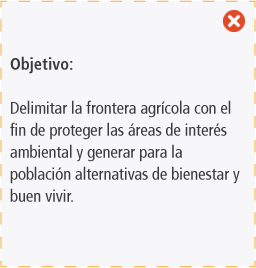 Objetivo:
Delimitar la frontera agrícola con el
fin de proteger las áreas de interés
ambiental y generar para la
población alternativas de bienestar y
buen vivir.